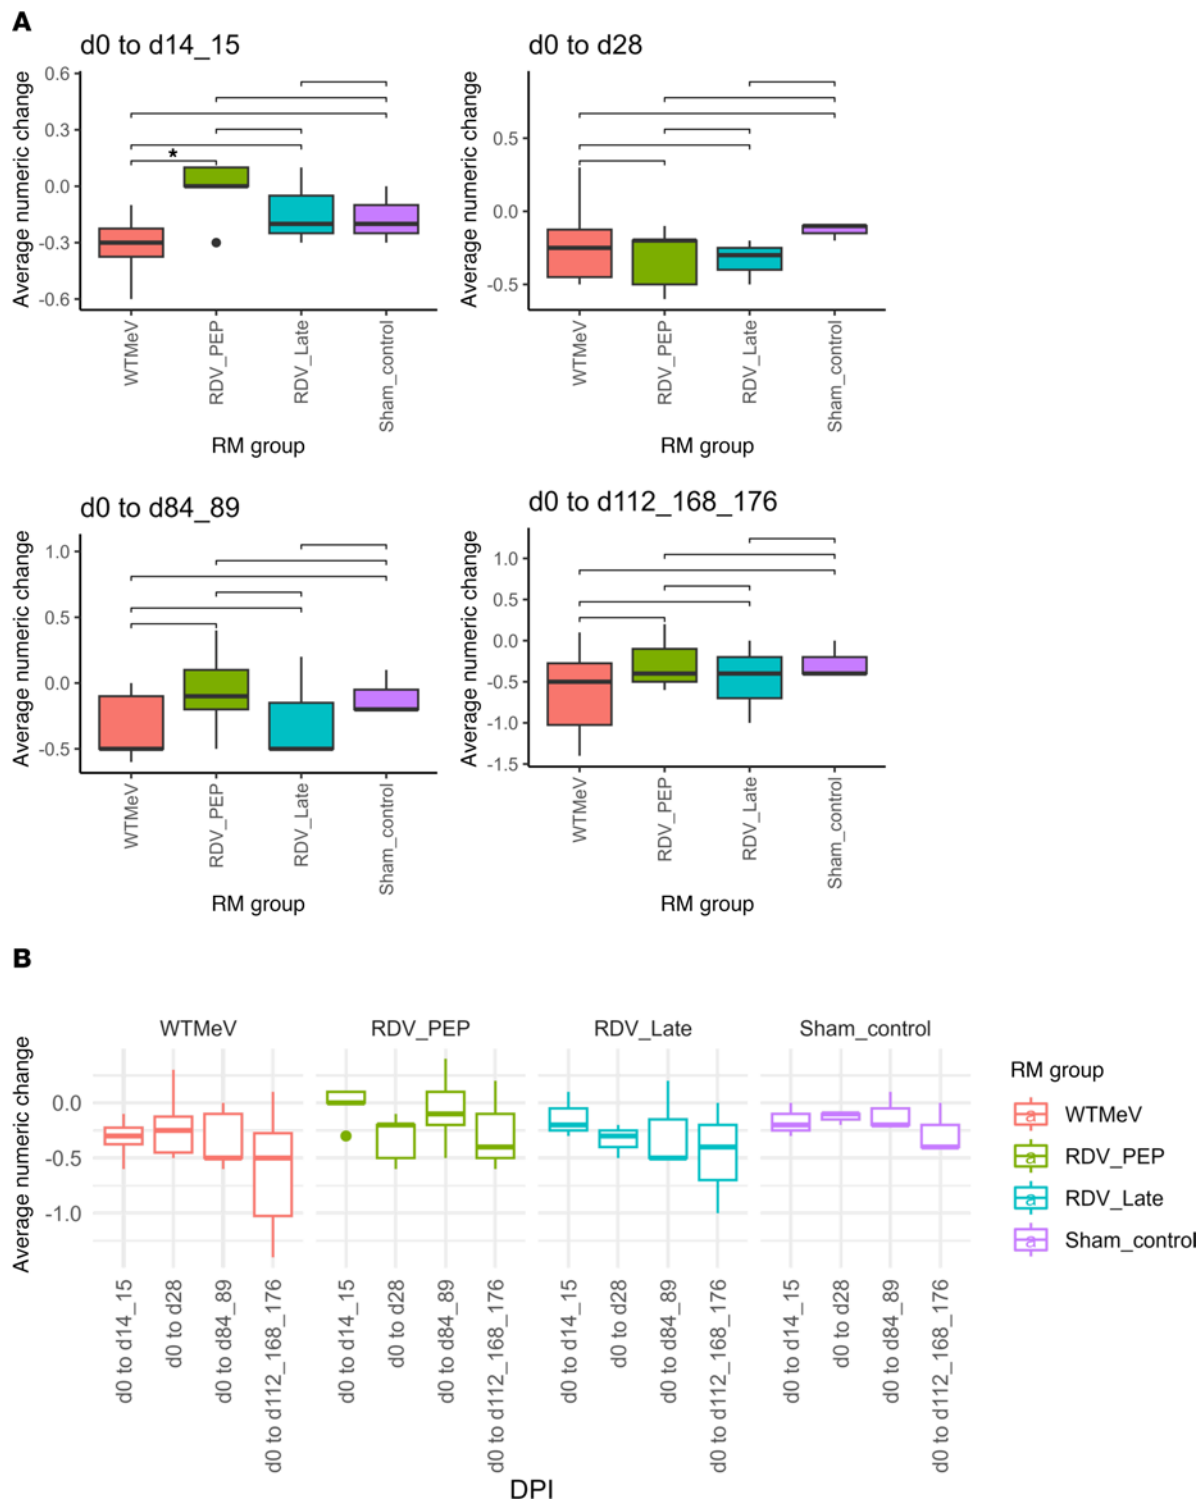 A
d0 to d14_15
Average numeric change
0.6
0.3
0.0
-0.3
-0.6
*
WTMeV
RDV_PEP
RDV_Late
Sham_control
RM group
d0 to d28
Average numeric change
0.5
0.0
-0.5
WTMeV
RDV_PEP
RDV_Late
Sham_control
RM group
d0 to d84_89
Average numeric change
1.0
0.5
0.0
-0.5
WTMeV
RDV_PEP
RDV_Late
Sham_control
RM group
d0 to d112_168_176
Average numeric change
1.0
0.5
0.0
-0.5
-1.0
-1.5
WTMeV
RDV_PEP
RDV_Late
Sham_control
RM group
B
WTMeV
RDV_PEP
RDV_Late
Sham_control
Average numeric change
0.0
-0.5
-1.0
d0 to d14_15
d0 to d28
d0 to d84_89
d0 to d112_168_176
d0 to d14_15
d0 to d28
d0 to d84_89
d0 to d112_168_176
d0 to d14_15
d0 to d28
d0 to d84_89
d0 to d112_168_176
d0 to d14_15
d0 to d28
d0 to d84_89
d0 to d112_168_176
DPI
RM group
a WTMeV
a RDV_PEP
a RDV_Late
a Sham_control